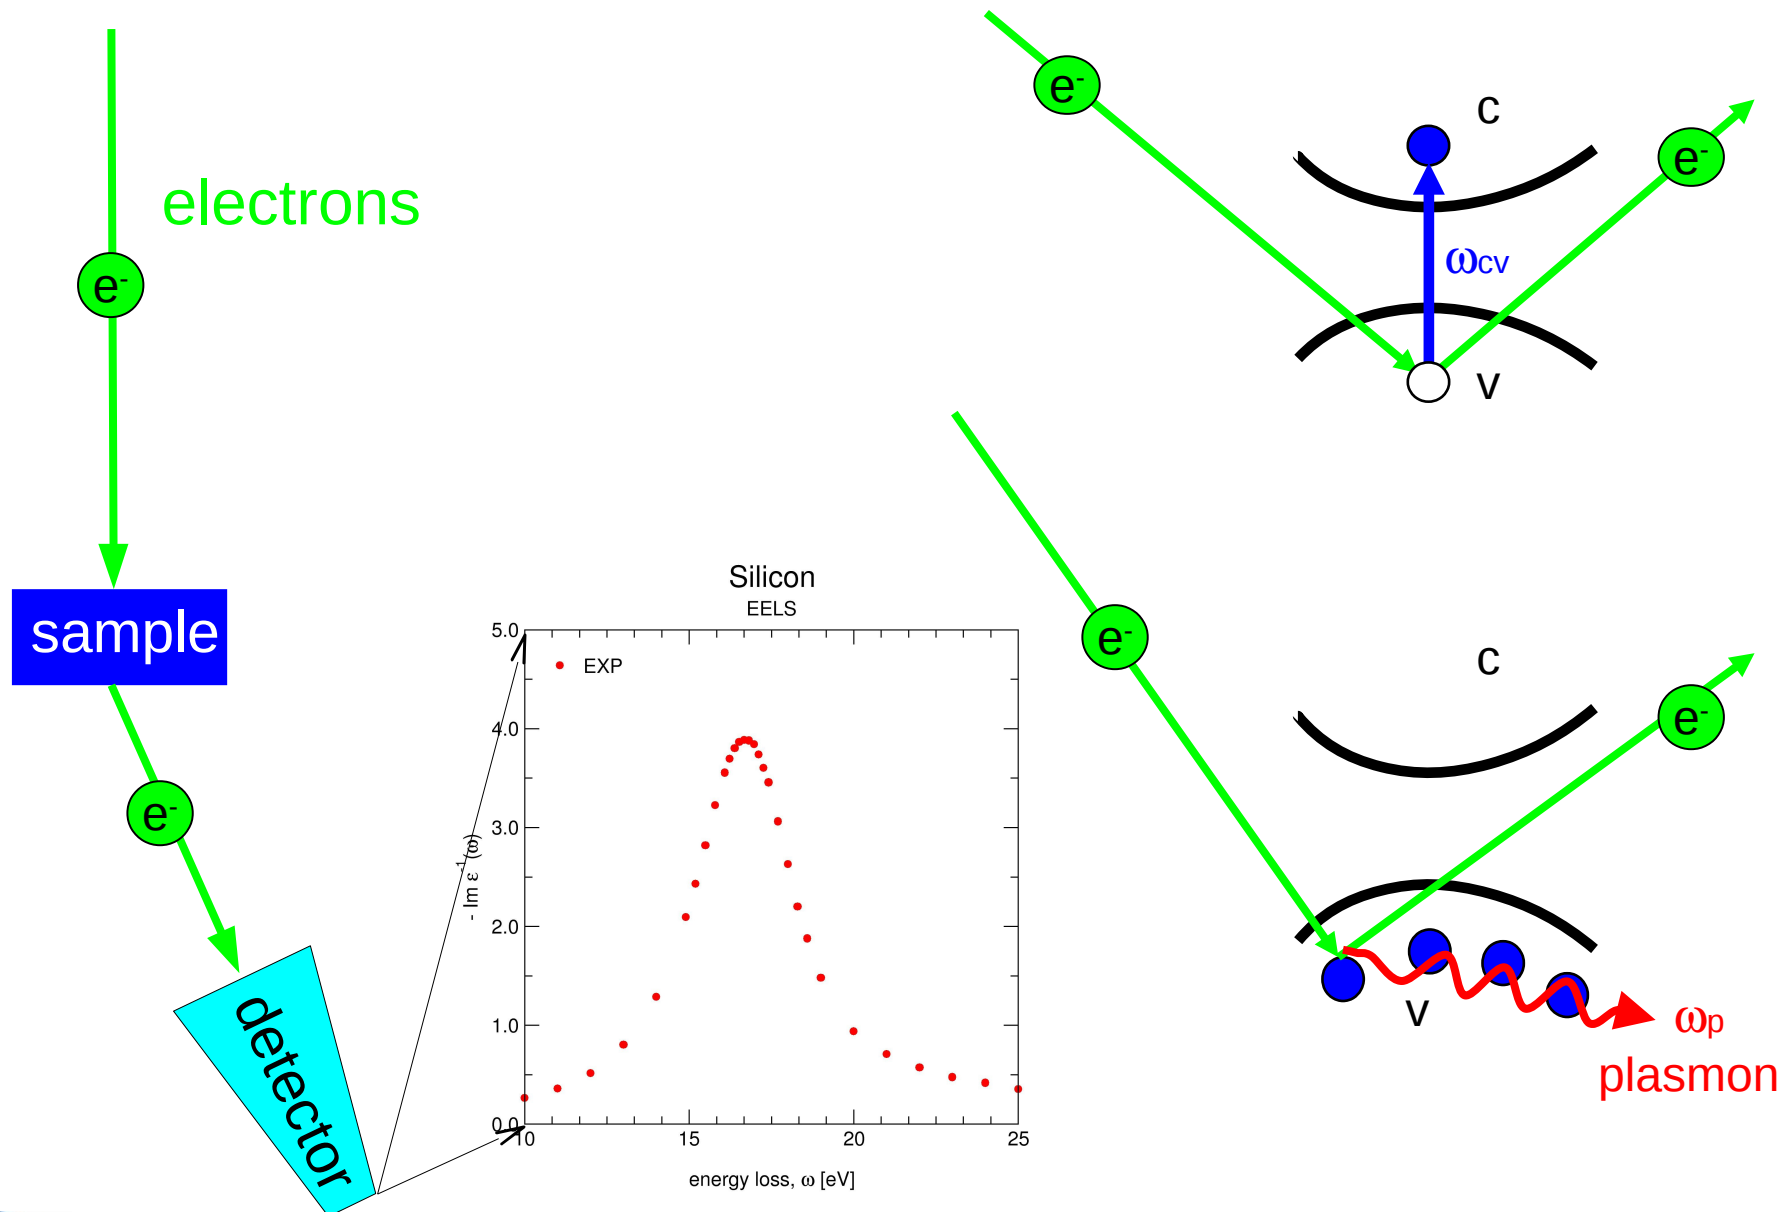 electrons
e-
sample
e-
detector
Silicon
EELS
EXP
5.0
4.0
3.0
2.0
1.0
0.0
- Im ε-1(ω)
10 15 20 25
energy loss, ω [eV]
e-
c
e-
ωcv
v
e-
c
e-
v
ωp
plasmon